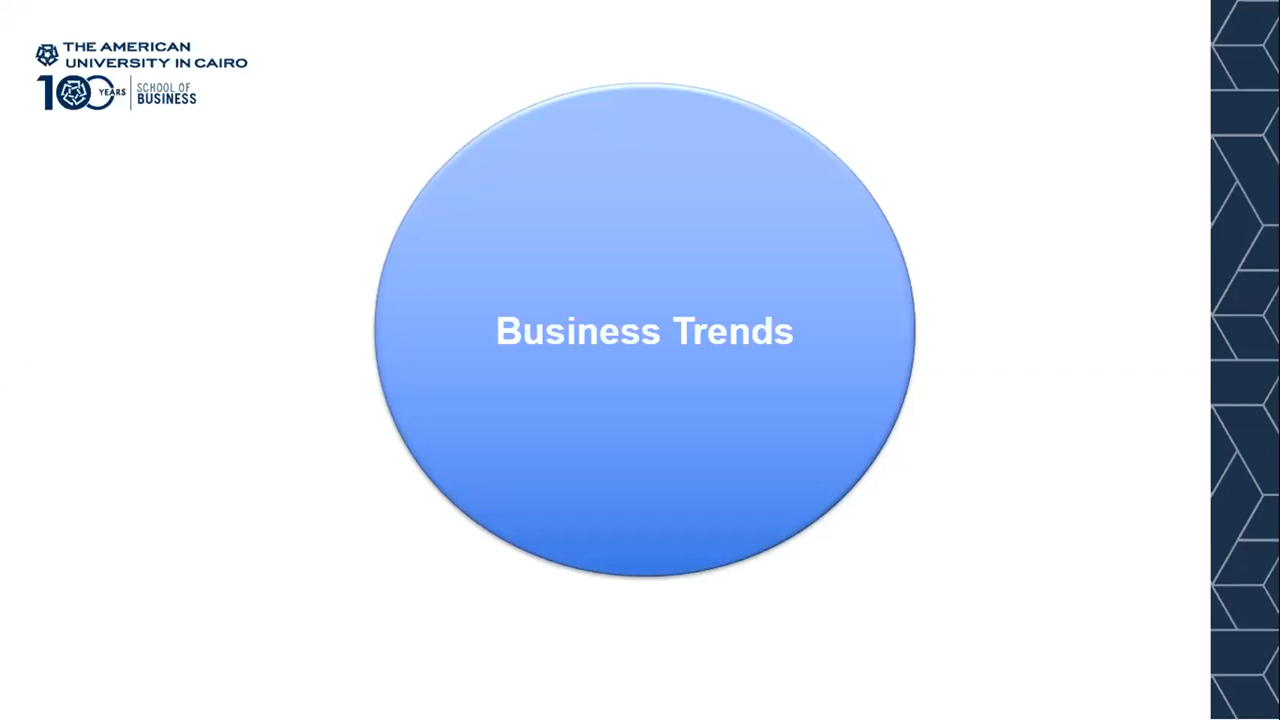 THE AMERICAN
UNIVERSITY IN CAIRO
100 YEARS
SCHOOL OF
BUSINESS
Business Trends